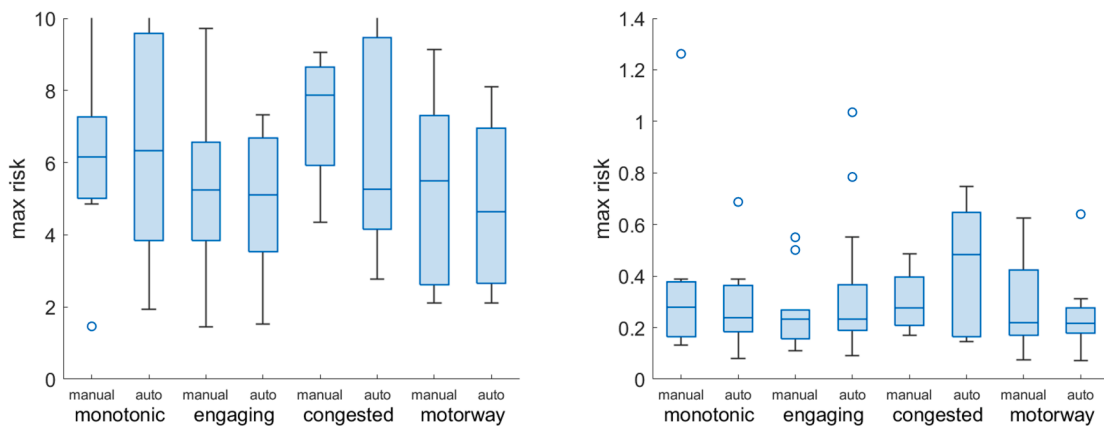 10
8
6
4
2
0
max risk
manual auto manual auto manual auto manual auto
monotonic engaging congested motorway
1.4
1.2
1
0.8
0.6
0.4
0.2
0
max risk
manual auto manual auto manual auto manual auto
monotonic engaging congested motorway